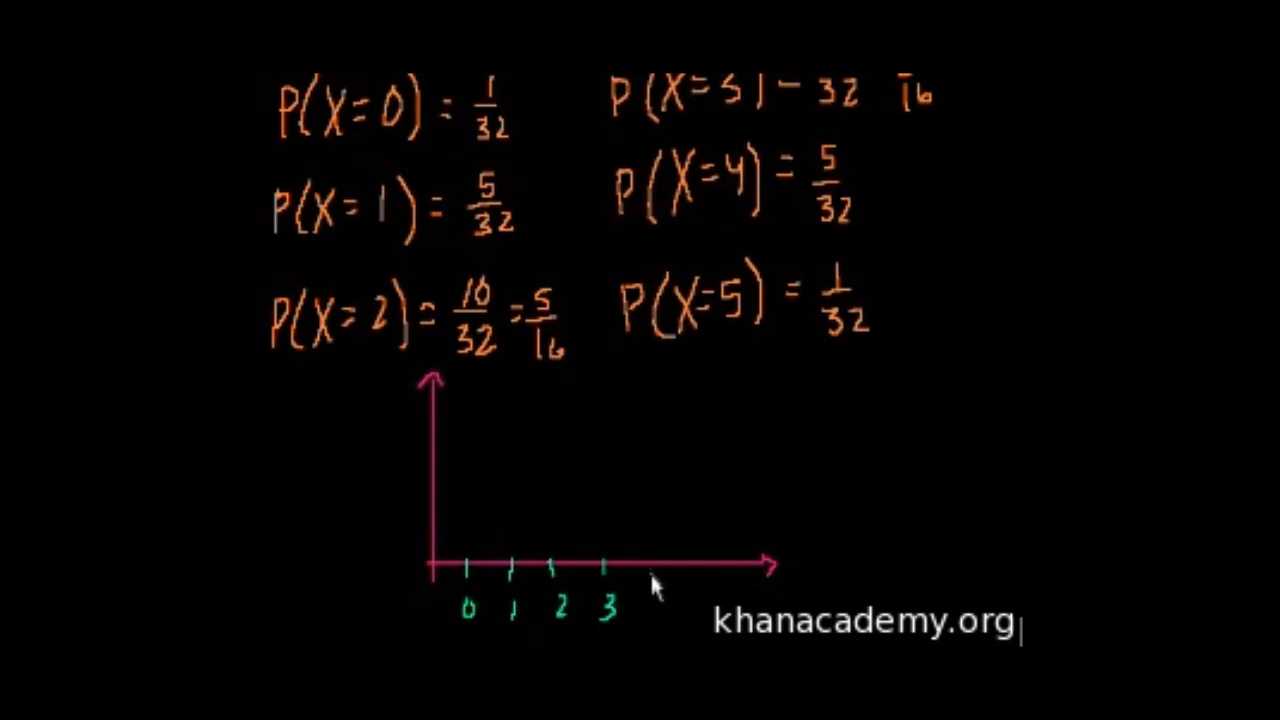 P(X=0) = 1/32
P(X=1) = 5/32
P(X=2) = 10/32 = 5/16
P(X=3) = 32 16
P(X=4) = 5/32
P(X=5) = 1/32
0 1 2 3
khanacademy.org